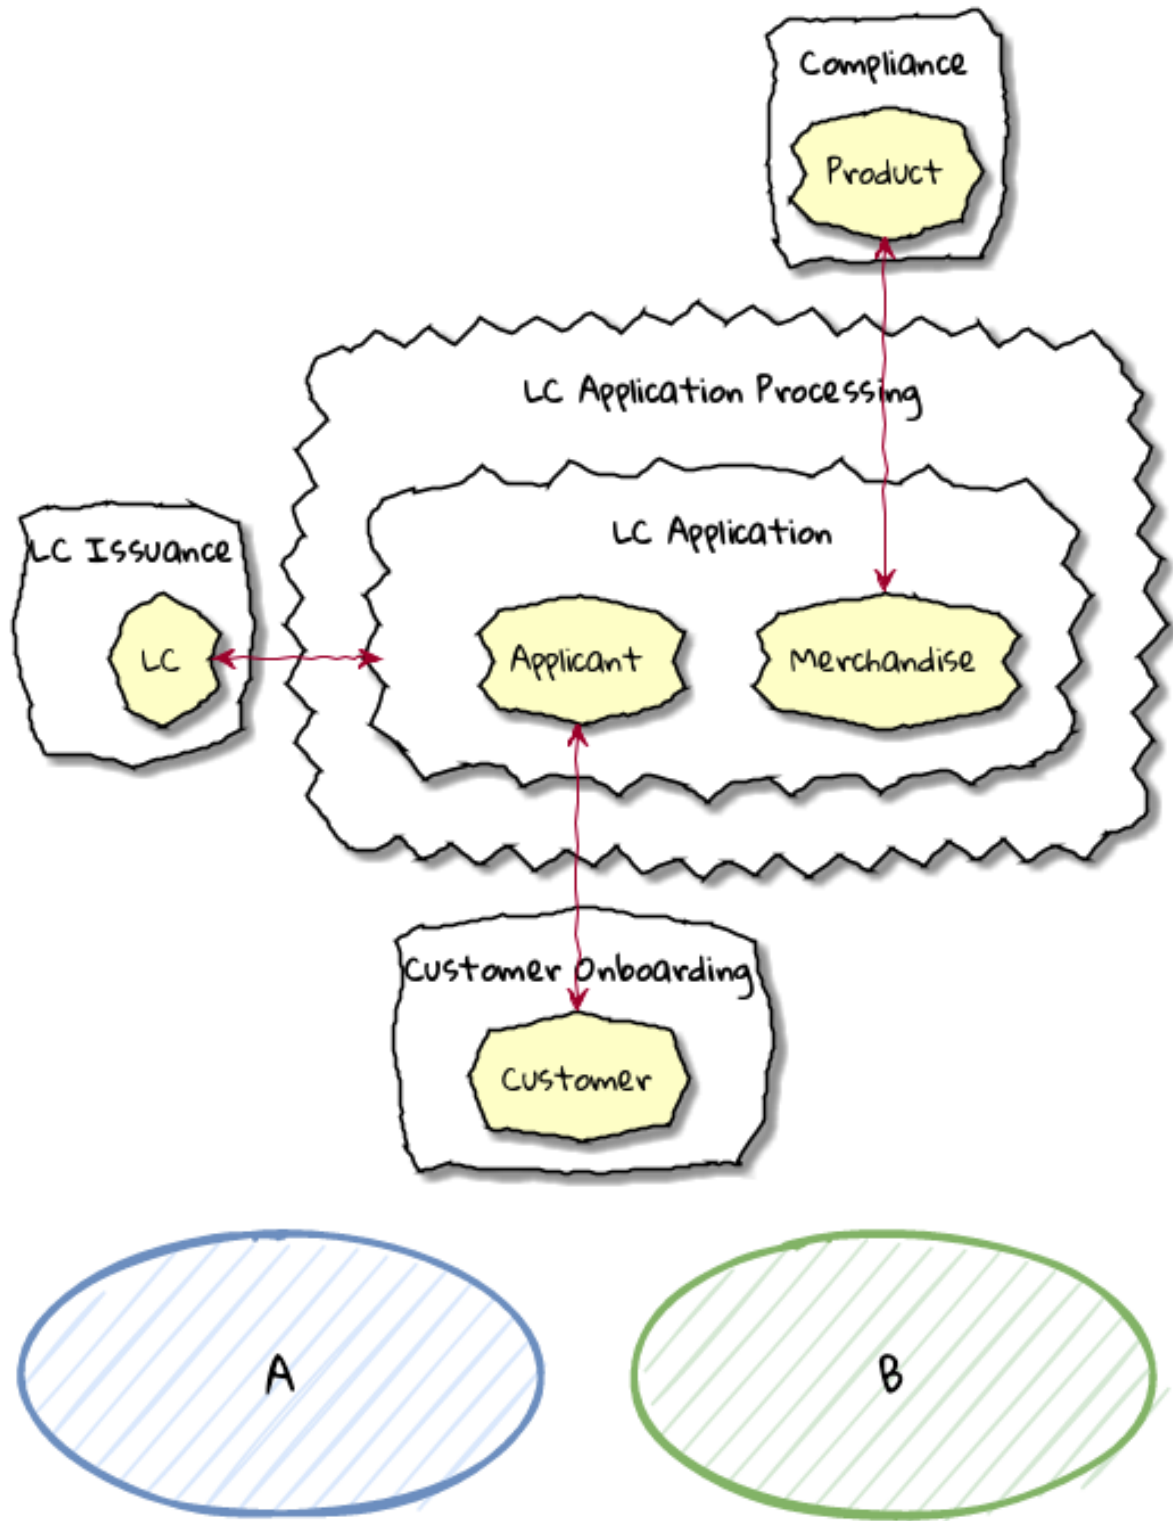 Compliance
Product
LC Application Processing
LC Application
LC Issuance
LC
Applicant
Merchandise
Customer Onboarding
Customer
A
B